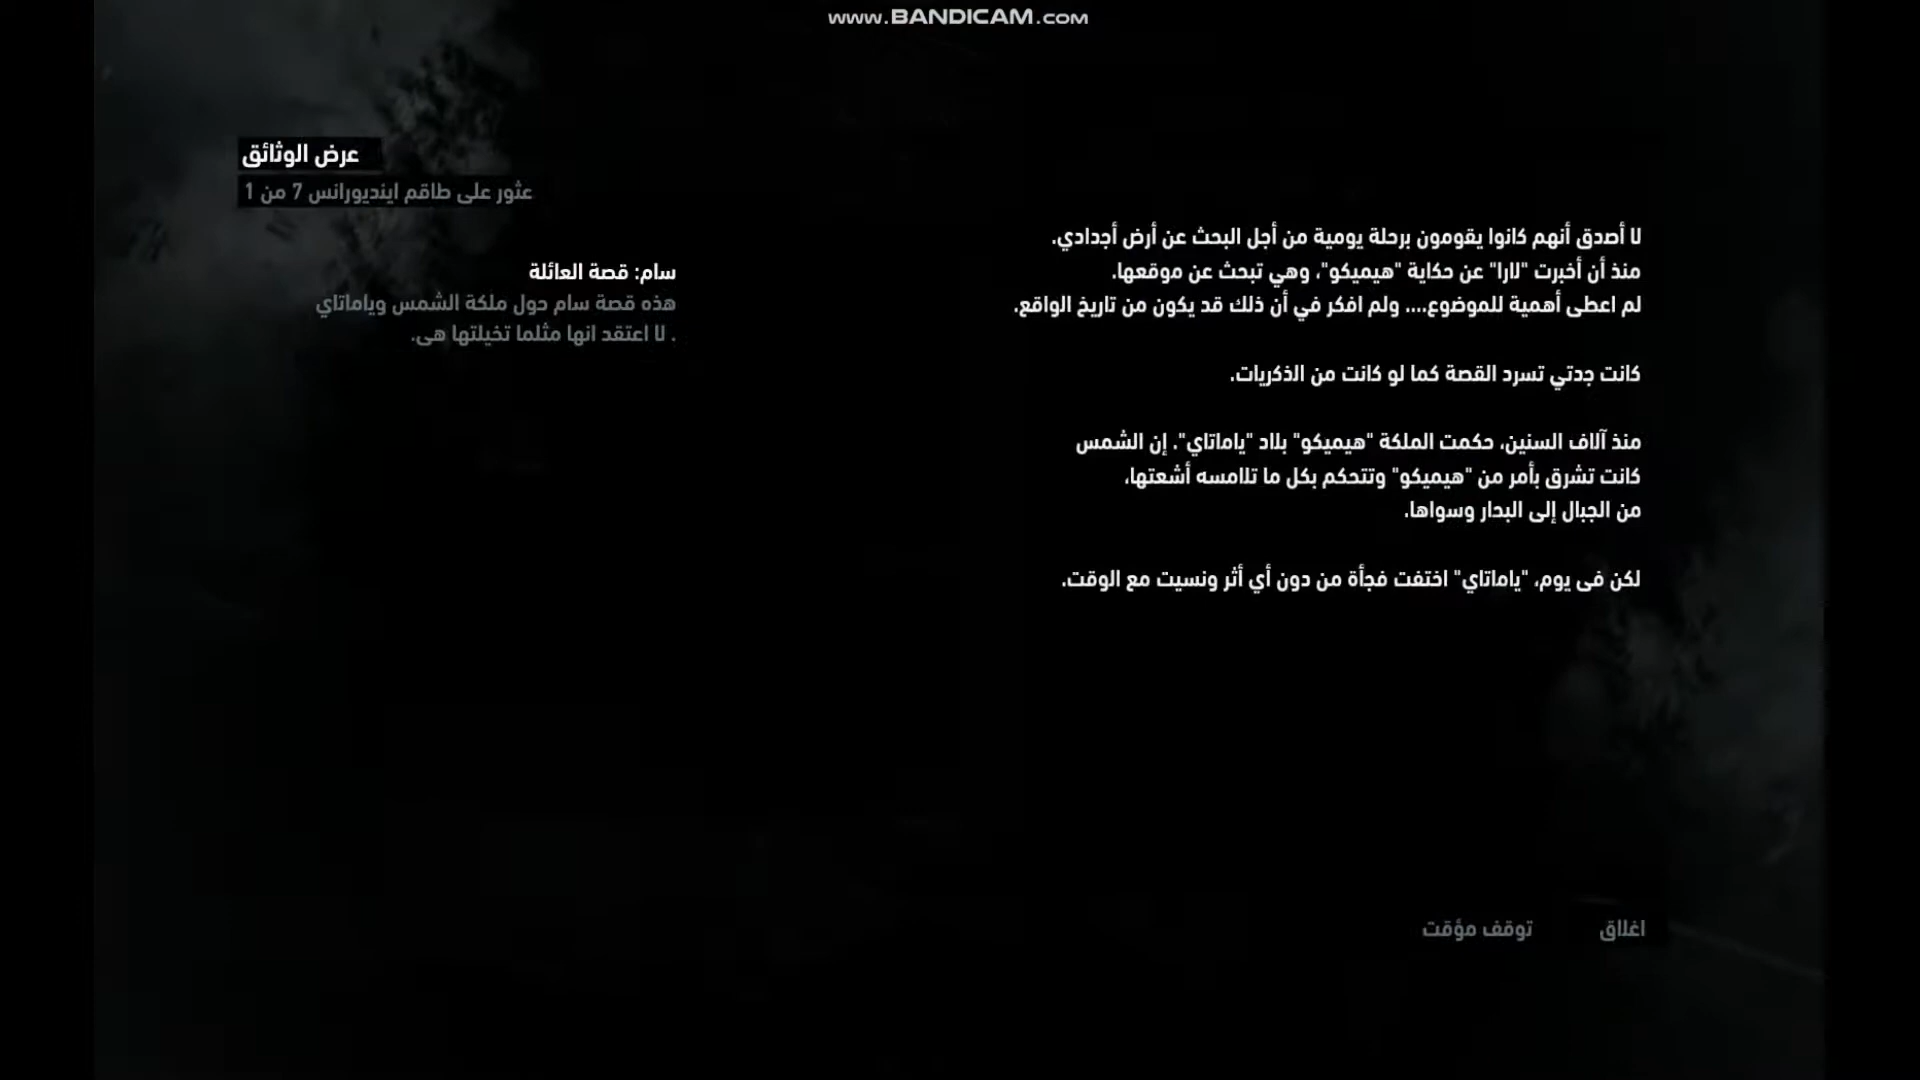 www.BANDICAM.com
عرض الوثائق
عثور على طاقم اينديورانس 7 من 1
سام: قصة العائلة
هذه قصة سام حول ملكة الشمس وياماتاي
. لا اعتقد انها مثلما تخيلتها هى.
لا أصدق أنهم كانوا يقومون برحلة يومية من أجل البحث عن أرض أجدادي.
منذ أن أخبرت "لارا" عن حكاية "هيميكو"، وهي تبحث عن موقعها.
لم اعطى أهمية للموضوع.... ولم افكر في أن ذلك قد يكون من تاريخ الواقع.
كانت جدتي تسرد القصة كما لو كانت من الذكريات.
منذ آلاف السنين، حكمت الملكة "هيميكو" بلاد "ياماتاي". إن الشمس
كانت تشرق بأمر من "هيميكو" وتتحكم بكل ما تلامسه أشعتها،
من الجبال إلى البحار وسواها.
لكن فى يوم، "ياماتاي" اختفت فجأة من دون أي أثر ونسيت مع الوقت.
اغلاق
توقف مؤقت